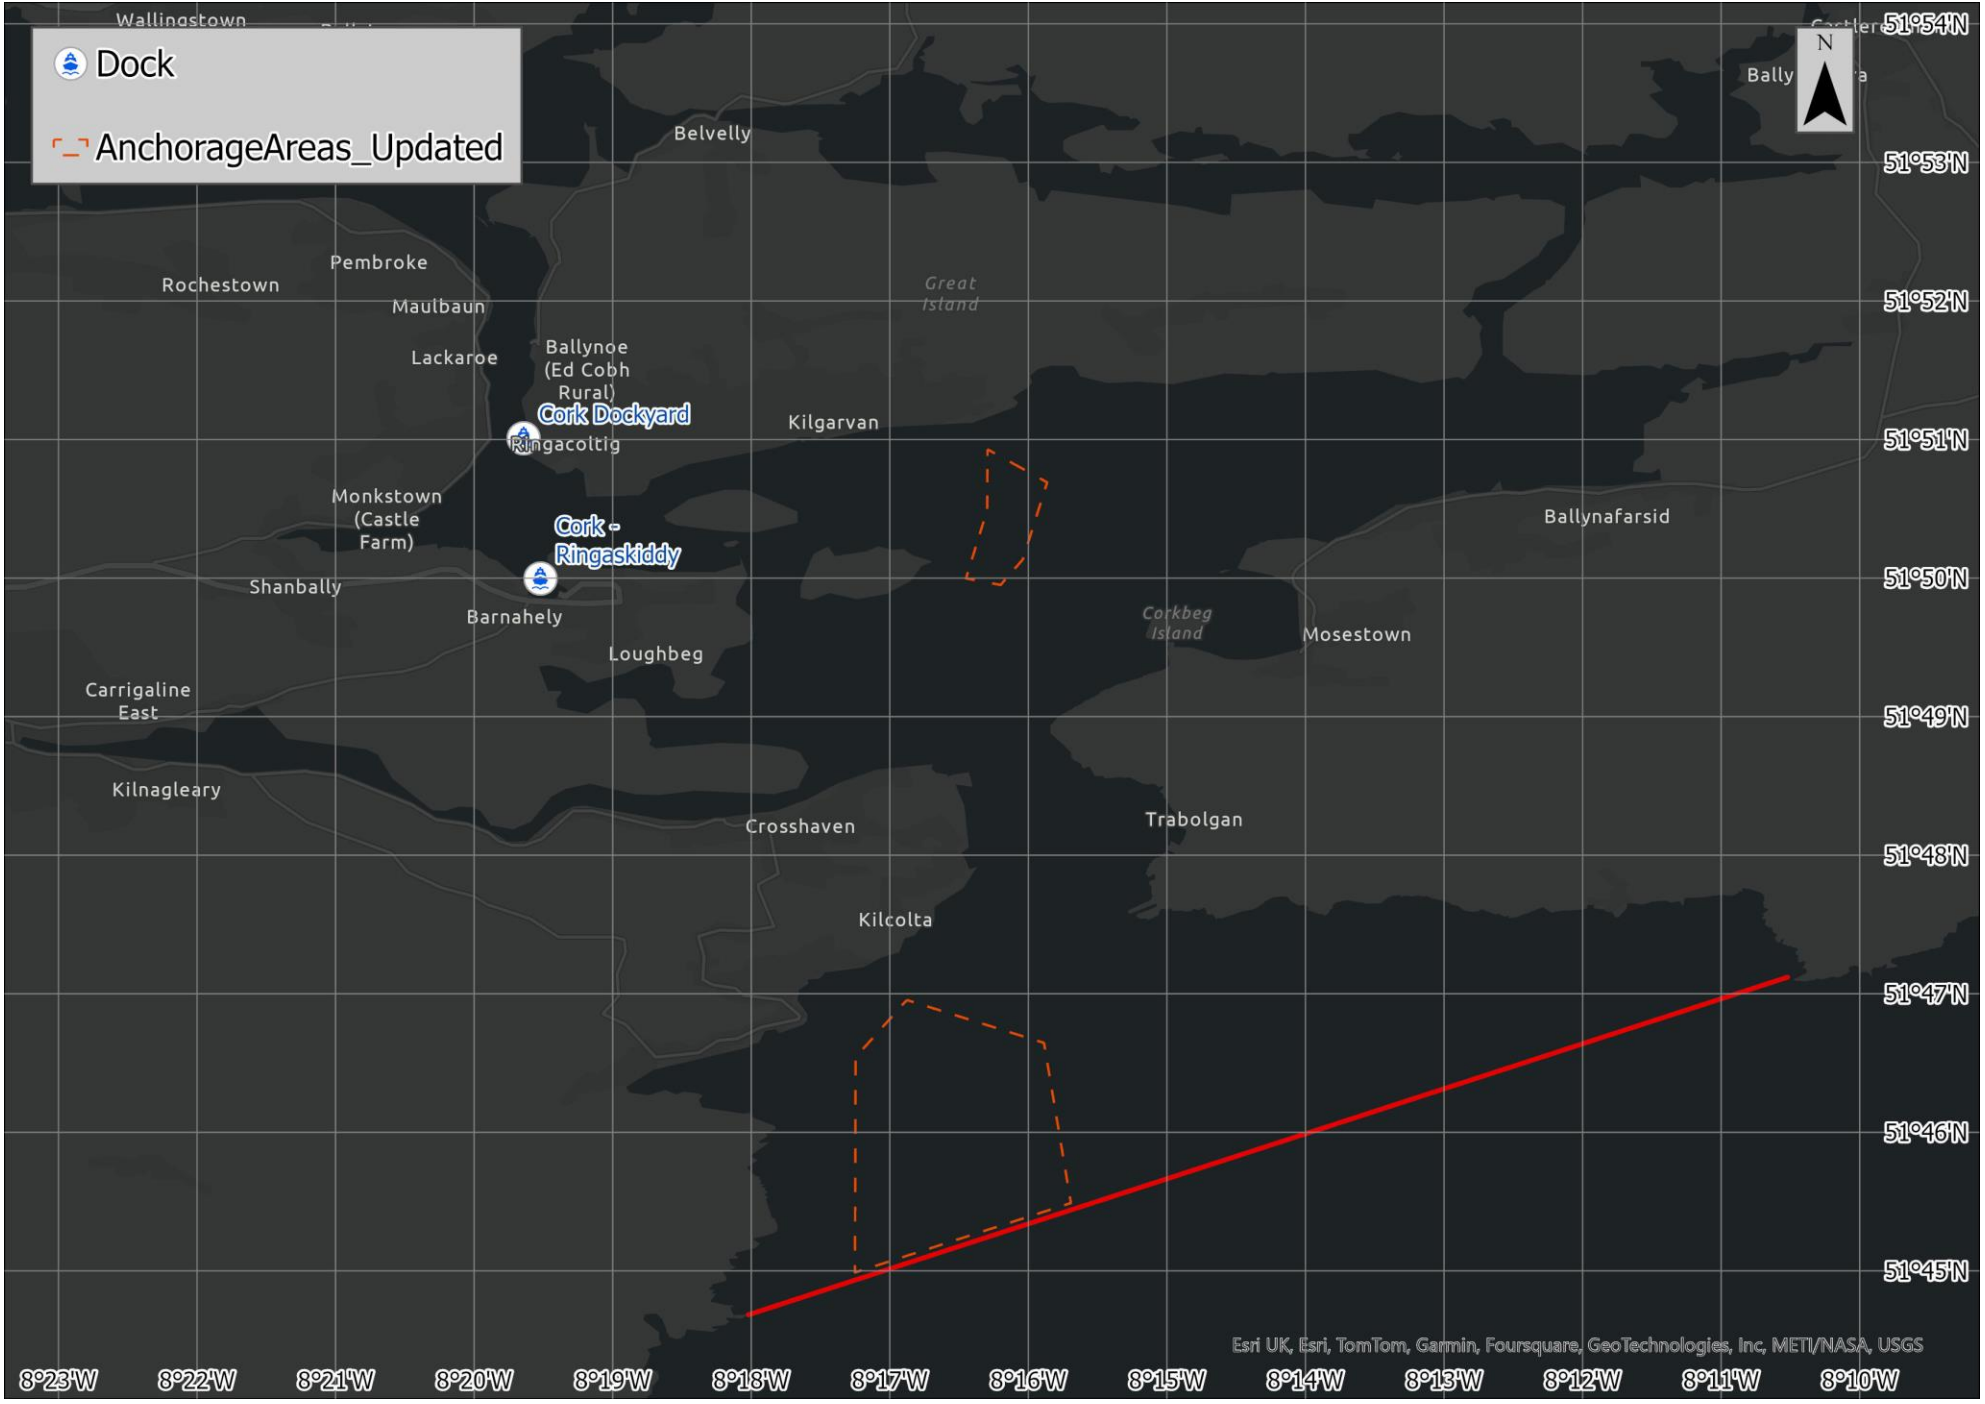 Wallingstown
51°54'N
Dock
N
Bally
AnchorageAreas_Updated
Belvelly
51°53'N
Pembroke
Rochestown
Great
Island
Maulbaun
51°52'N
Ballynoe
(Ed Cobh
Rural)
Lackaroe
Cork Dockyard
Kilgarvan
Ringacoltig
51°51'N
Monkstown
(Castle
Farm)
Cork -
Ringaskiddy
Ballynafarsid
51°50'N
Shanbally
Barnahely
Corkbeg
Island
Mosestown
Loughbeg
Carrigaline
East
51°49'N
Kilnagleary
Crosshaven
Trabolgan
51°48'N
Kilcolta
51°47'N
51°46'N
51°45'N
Esri UK, Esri, TomTom, Garmin, Foursquare, GeoTechnologies, Inc, METI/NASA, USGS
8°23'W 8°22'W 8°21'W 8°20'W 8°19'W 8°18'W 8°17'W 8°16'W 8°15'W 8°14'W 8°13'W 8°12'W 8°11'W 8°10'W